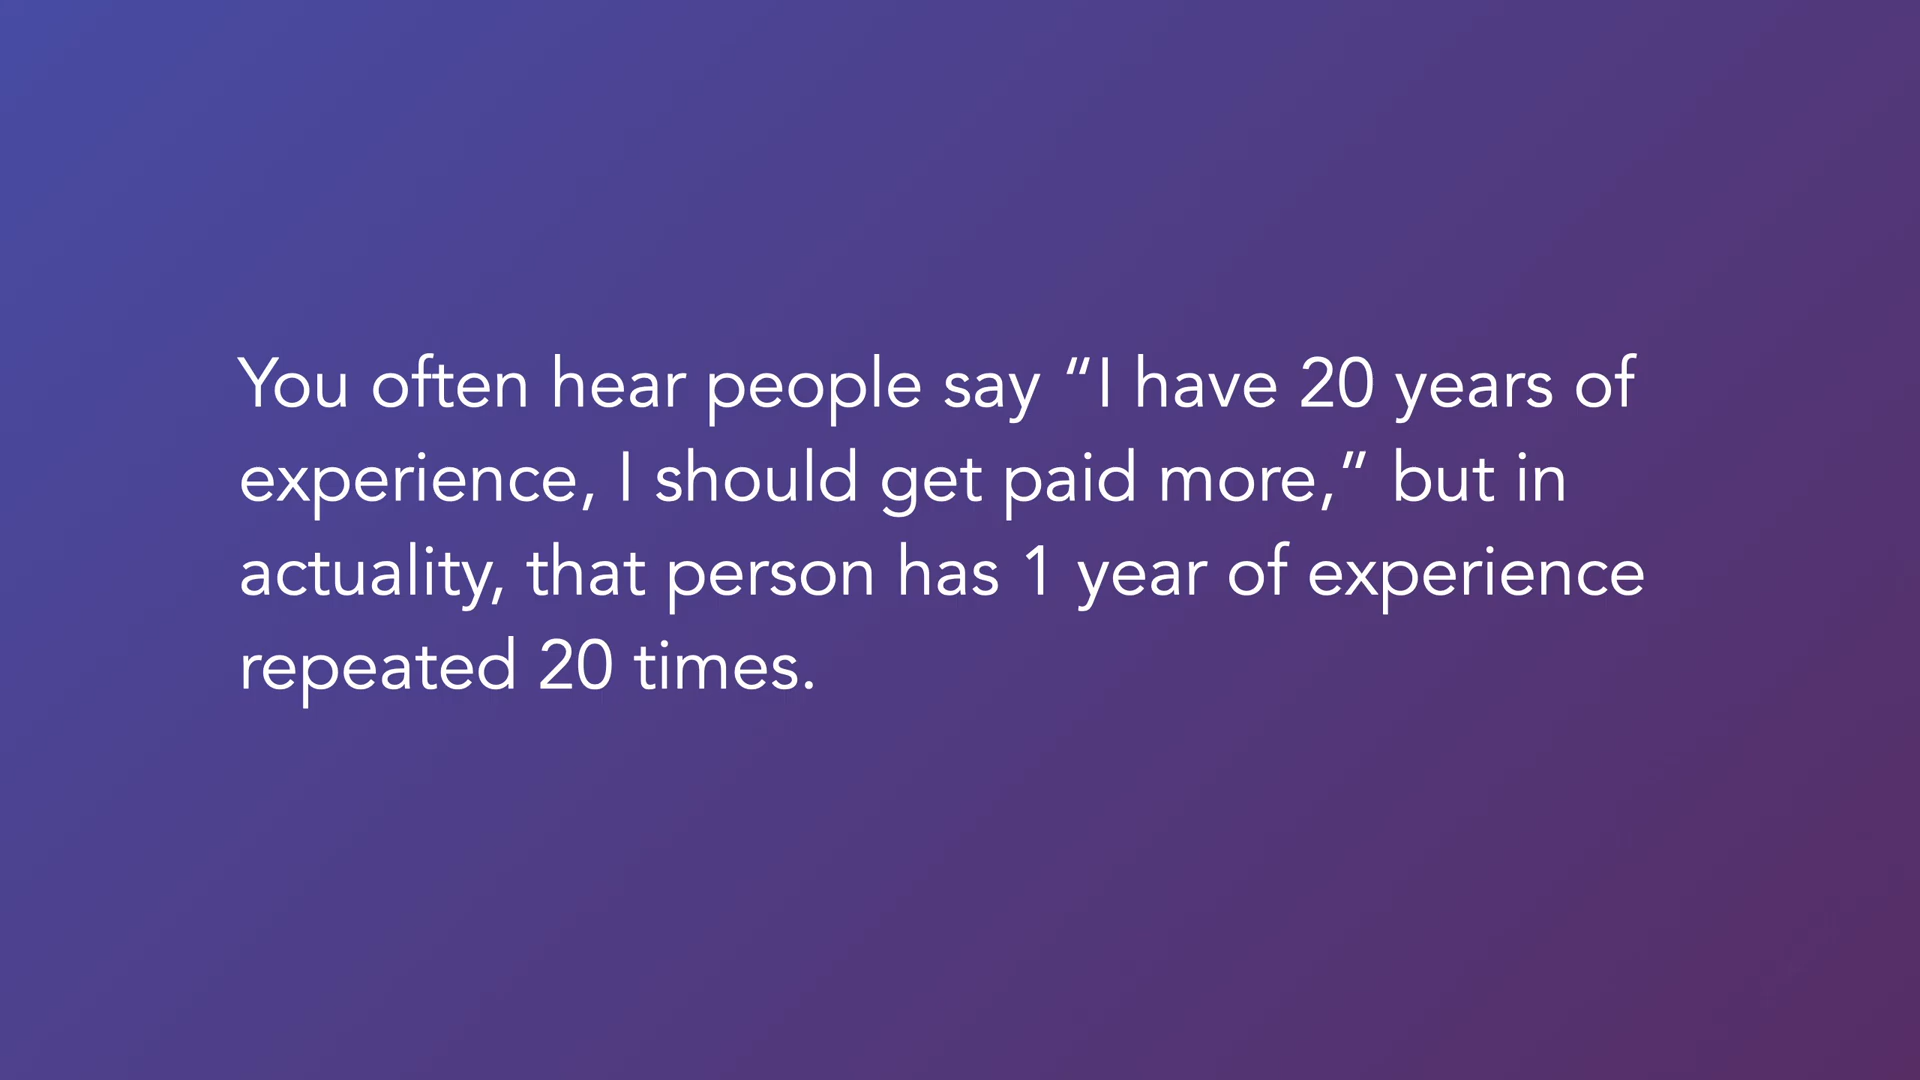 You often hear people say “I have 20 years of
experience, I should get paid more,” but in
actuality, that person has 1 year of experience
repeated 20 times.